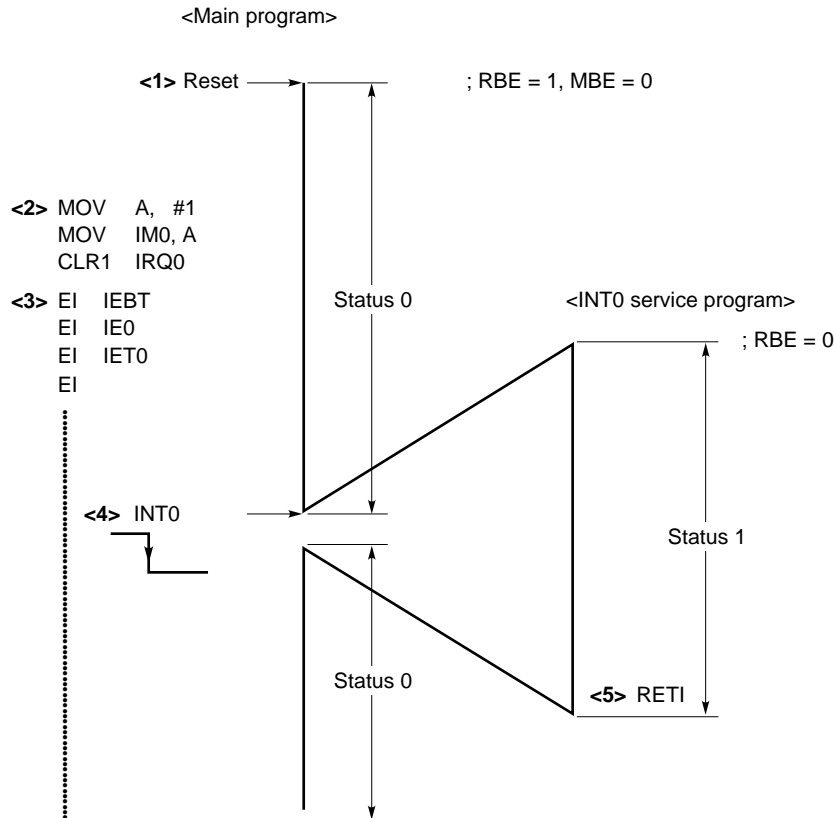 <Main program>
<1> Reset
; RBE = 1, MBE = 0
<2> MOV A, #1
MOV IM0, A
CLR1 IRQ0
<3> EI IEBT
EI IE0
EI IET0
EI
Status 0
<INT0 service program>
; RBE = 0
<4> INT0
Status 1
Status 0
<5> RETI